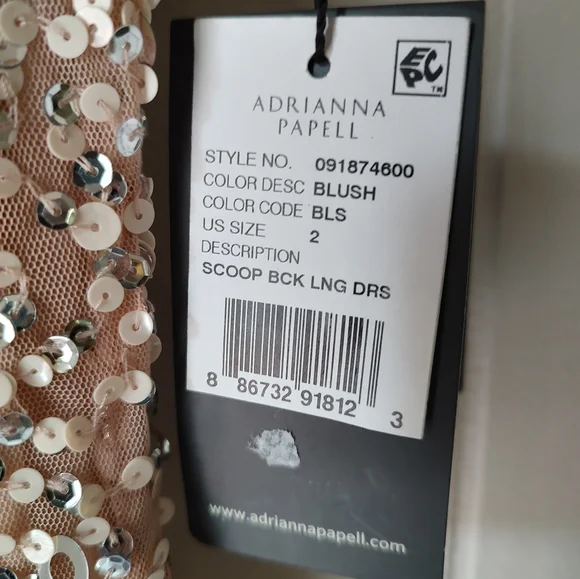 EPC
TM
ADRIANNA
PAPELL
STYLE NO. 091874600
COLOR DESC BLUSH
COLOR CODE BLS
US SIZE 2
DESCRIPTION
SCOOP BCK LNG DRS
8 86732 91812 3
www.adriannapapell.com